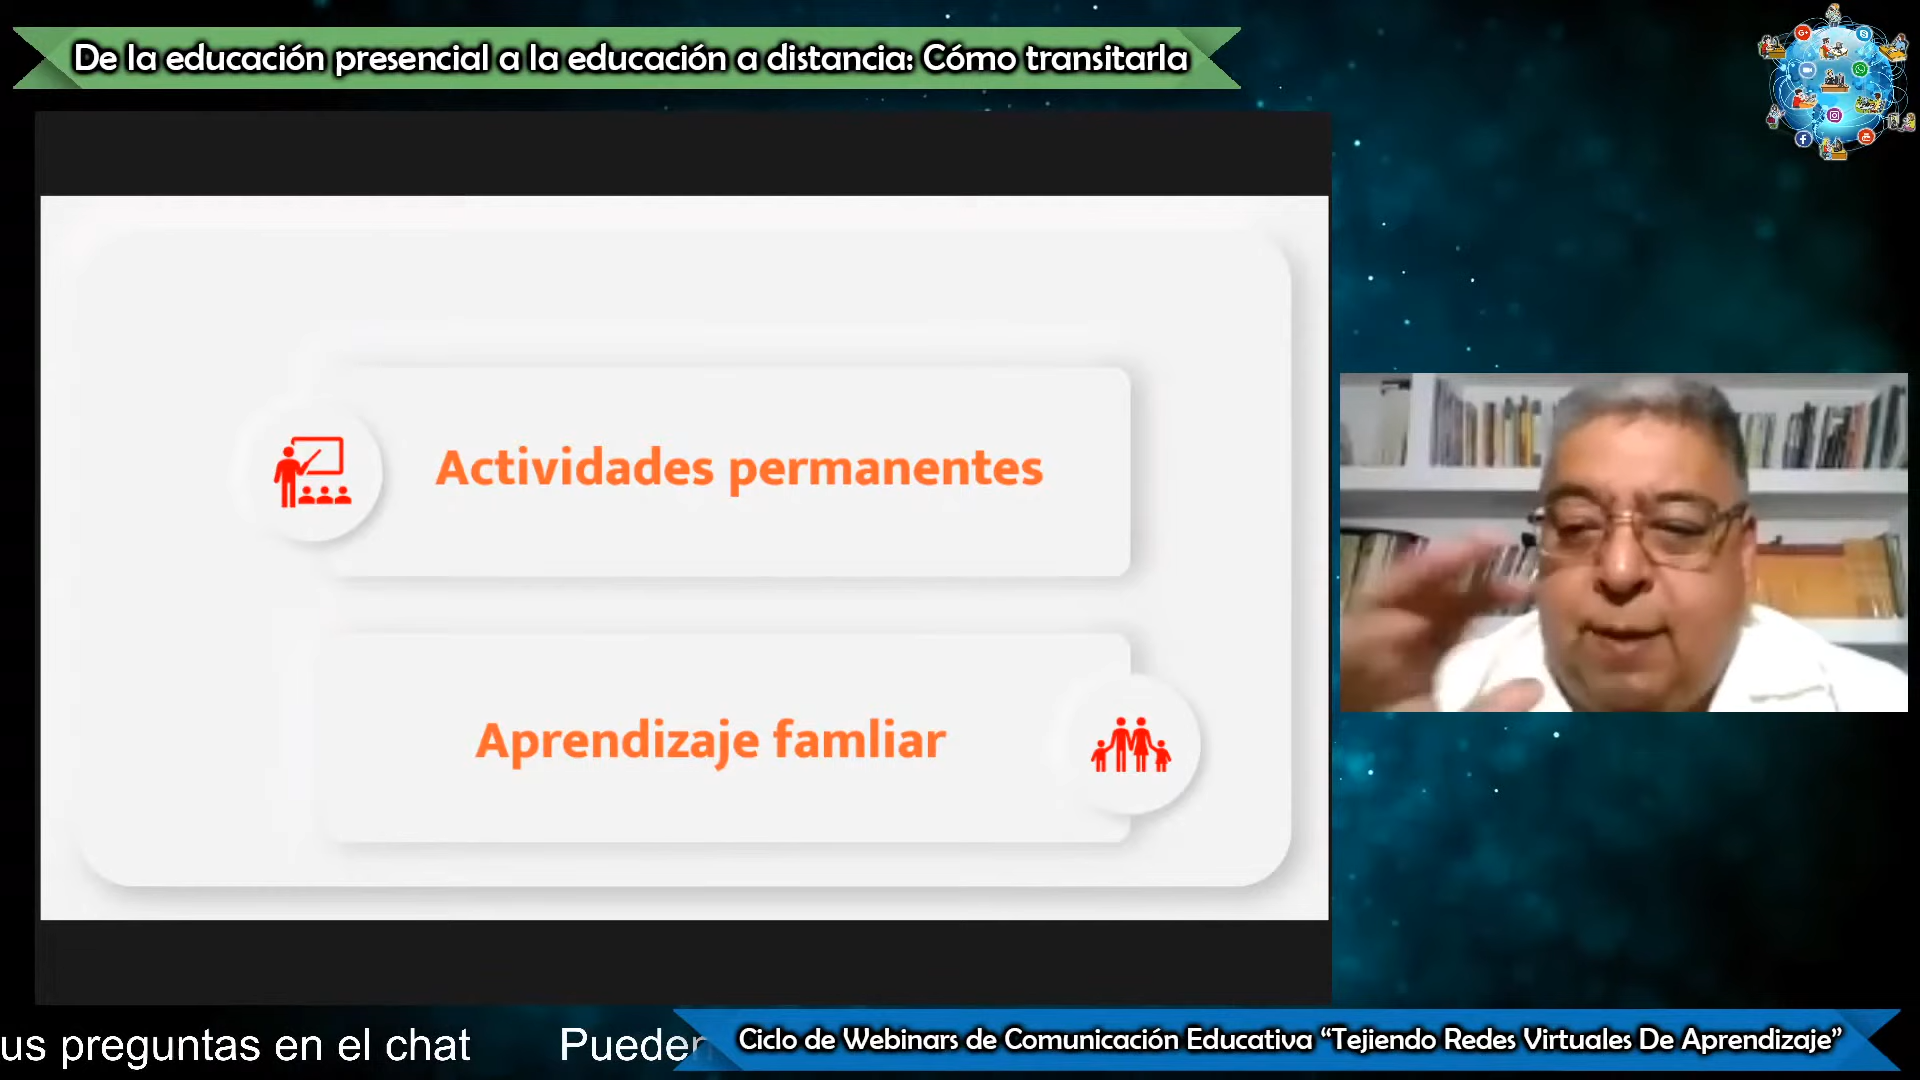 De la educación presencial a la educación a distancia: Cómo transitarla
Actividades permanentes
Aprendizaje famliar
us preguntas en el chat Pueden
Ciclo de Webinars de Comunicación Educativa “Tejiendo Redes Virtuales De Aprendizaje”